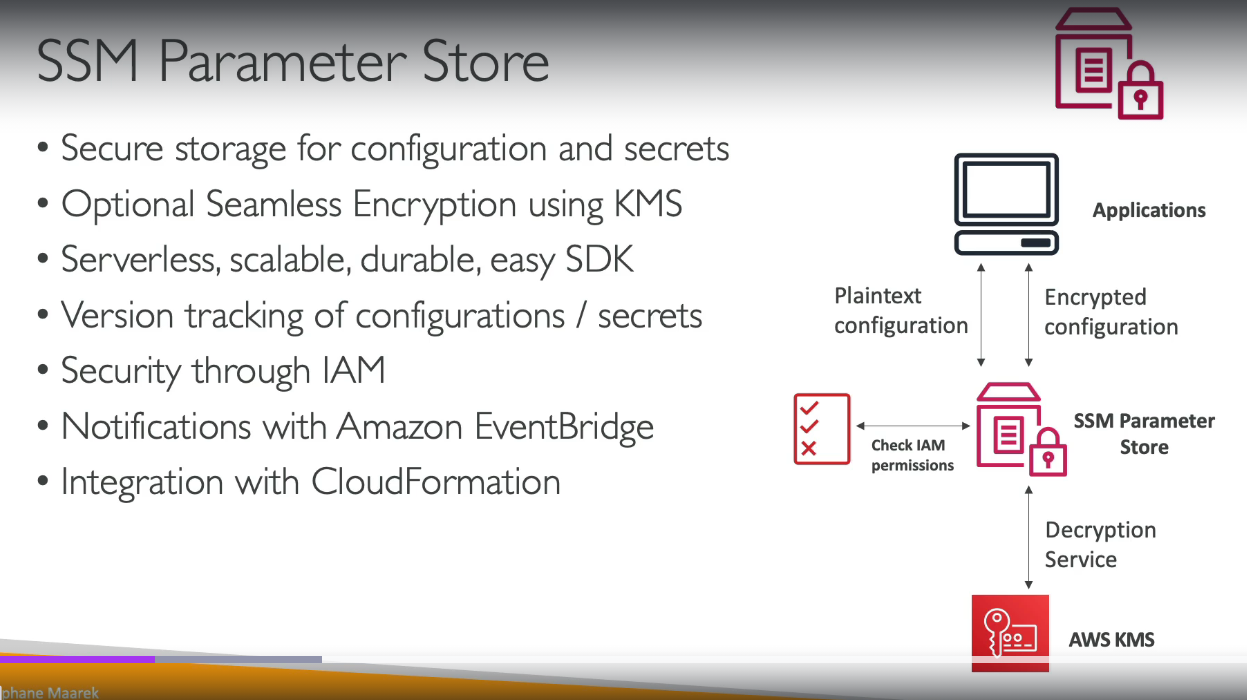 SSM Parameter Store
• Secure storage for configuration and secrets
• Optional Seamless Encryption using KMS
• Serverless, scalable, durable, easy SDK
• Version tracking of configurations / secrets
• Security through IAM
• Notifications with Amazon EventBridge
• Integration with CloudFormation
Applications
Plaintext
configuration
Encrypted
configuration
Check IAM
permissions
SSM Parameter
Store
Decryption
Service
AWS KMS
phane Maarek